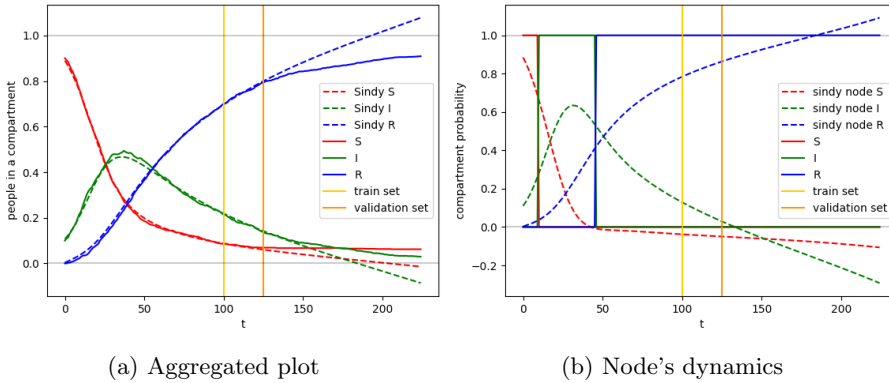 1.0
0.8
0.6
0.4
0.2
0.0
people in a compartment
0 50 100 150 200
t
Sindy S
Sindy I
Sindy R
S
I
R
train set
validation set
(a) Aggregated plot
1.0
0.8
0.6
0.4
0.2
0.0
−0.2
compartment probability
0 50 100 150 200
t
sindy node S
sindy node I
sindy node R
S
I
R
train set
validation set
(b) Node's dynamics